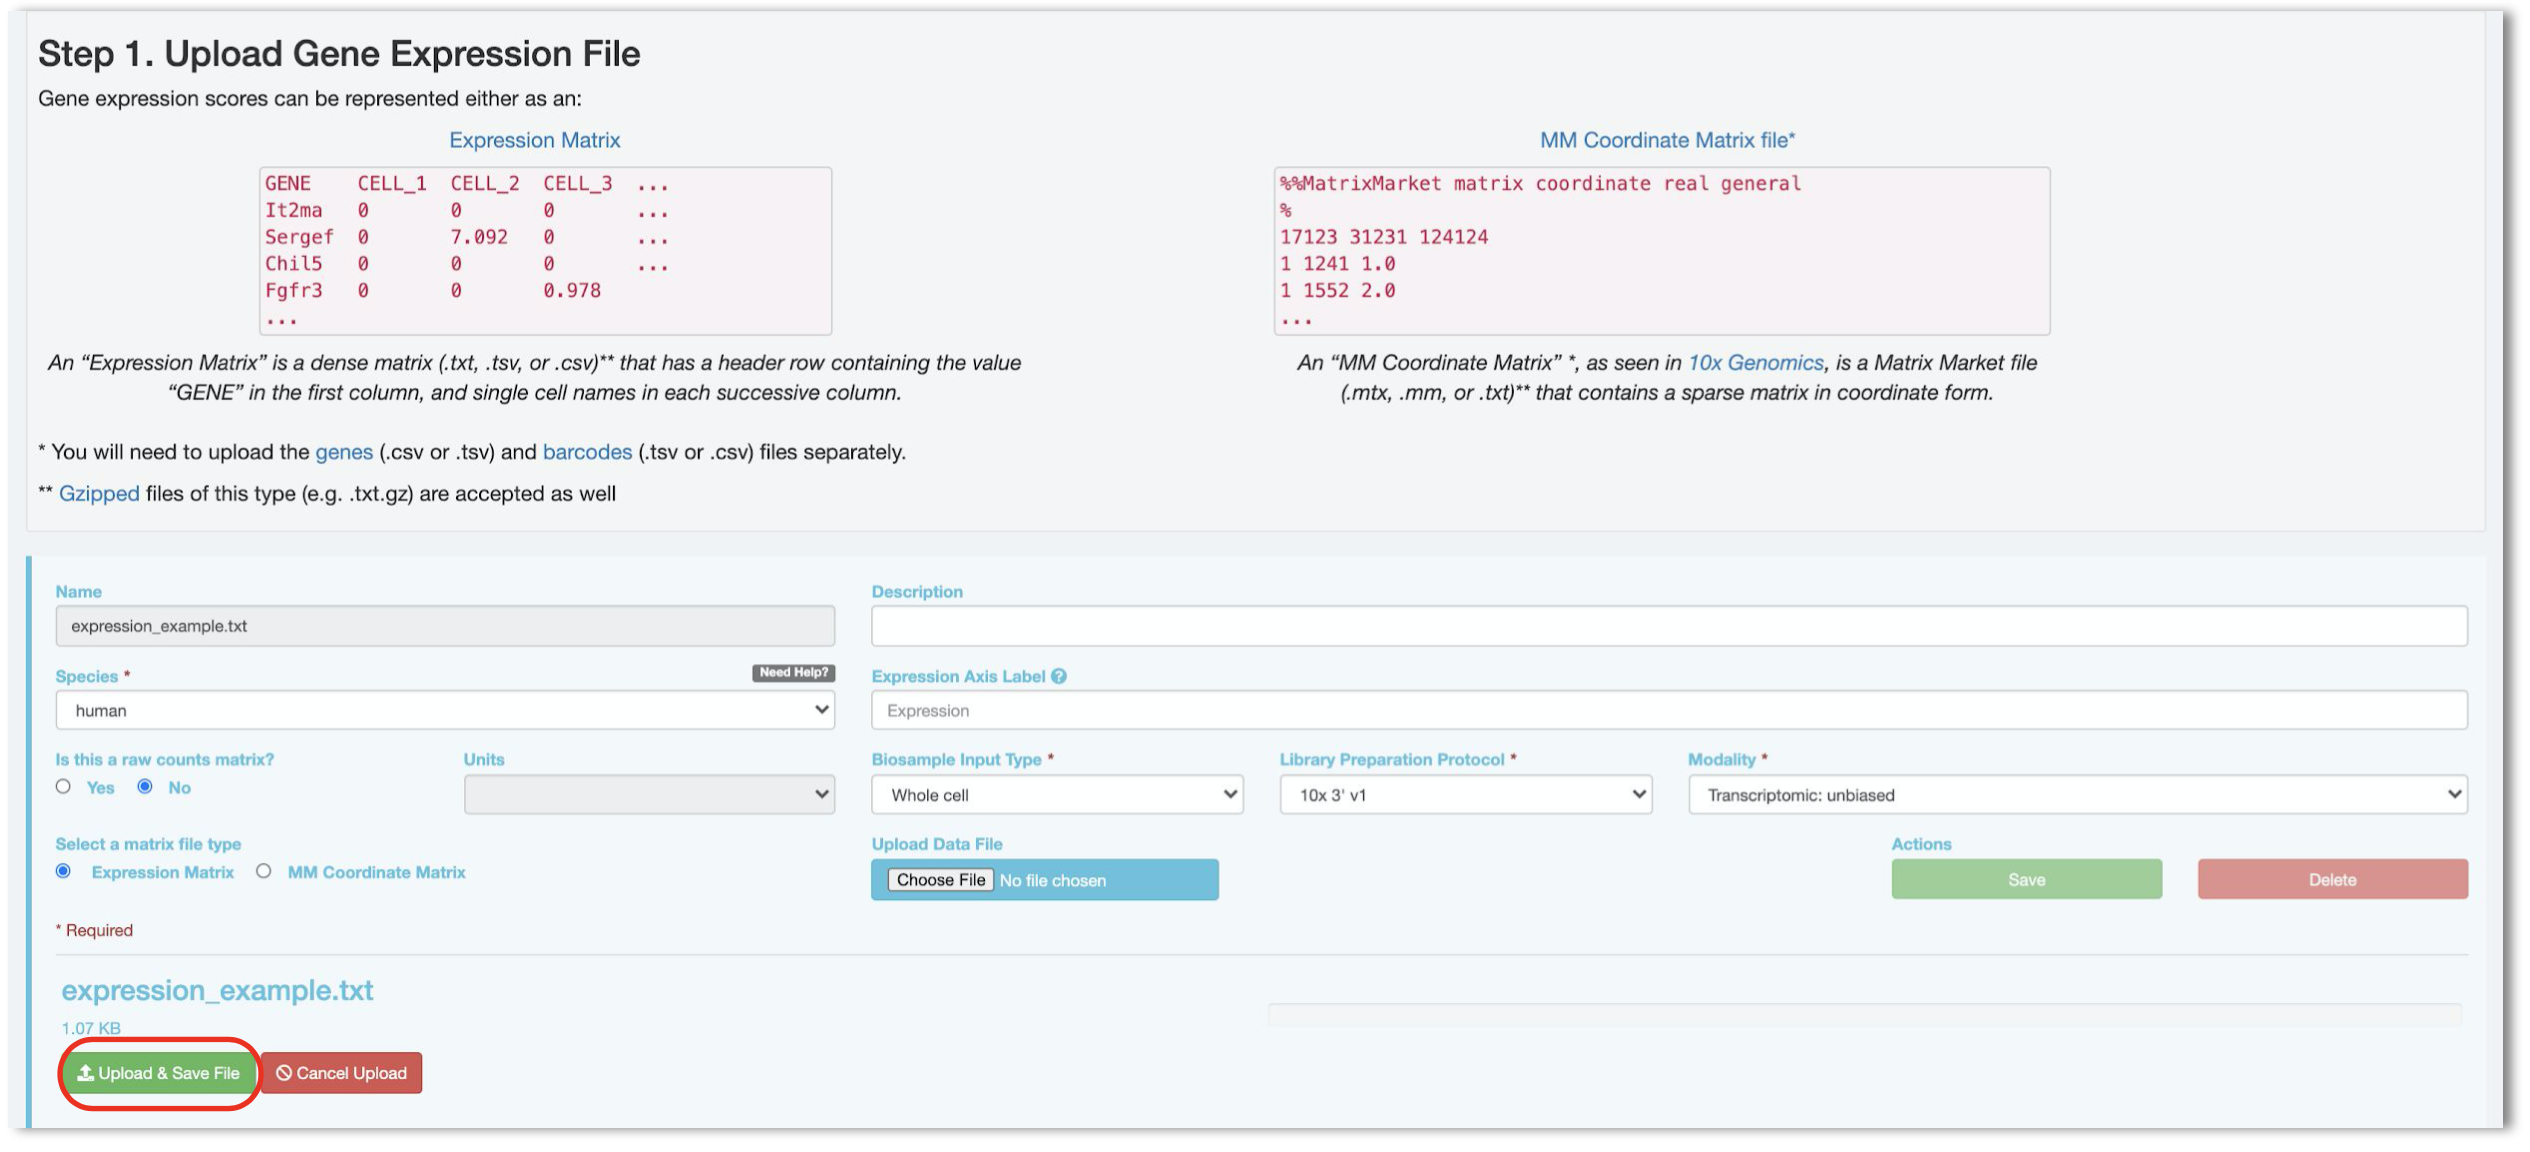 Step 1. Upload Gene Expression File
Gene expression scores can be represented either as an:
Expression Matrix
GENE CELL_1 CELL_2 CELL_3 ...
It2ma 0 0 0 ...
Sergef 0 7.092 0 ...
Chil5 0 0 0 ...
Fgfr3 0 0 0.978
...
An “Expression Matrix” is a dense matrix (.txt, .tsv, or .csv)** that has a header row containing the value
“GENE” in the first column, and single cell names in each successive column.
MM Coordinate Matrix file*
%%MatrixMarket matrix coordinate real general
%
17123 31231 124124
1 1241 1.0
1 1552 2.0
...
An “MM Coordinate Matrix” *, as seen in 10x Genomics, is a Matrix Market file
(.mtx, .mm, or .txt)** that contains a sparse matrix in coordinate form.
* You will need to upload the genes (.csv or .tsv) and barcodes (.tsv or .csv) files separately.
** Gzipped files of this type (e.g. .txt.gz) are accepted as well
Name
expression_example.txt
Description
Species *
Need Help?
human
Expression Axis Label ?
Expression
Is this a raw counts matrix?
Yes No
Units
Biosample Input Type *
Whole cell
Library Preparation Protocol *
10x 3' v1
Modality *
Transcriptomic: unbiased
Select a matrix file type
Expression Matrix MM Coordinate Matrix
Upload Data File
Choose File No file chosen
Actions
Save
Delete
* Required
expression_example.txt
1.07 KB
Upload & Save File
Cancel Upload